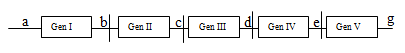 a Gen I b Gen II c Gen III d Gen IV e Gen V g